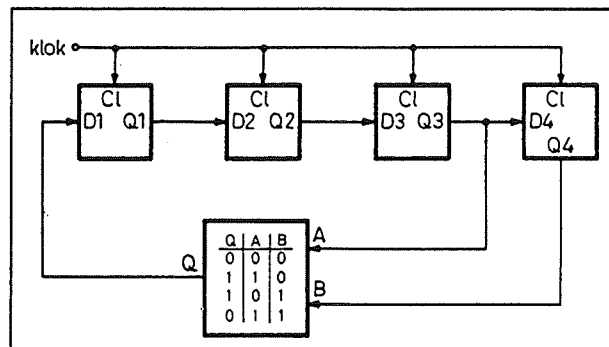 klok
Cl Cl Cl Cl
D1 Q1 D2 Q2 D3 Q3 D4
Q4
A
Q A B
0 0 0
Q
1 1 0
1 0 1
B
0 1 1